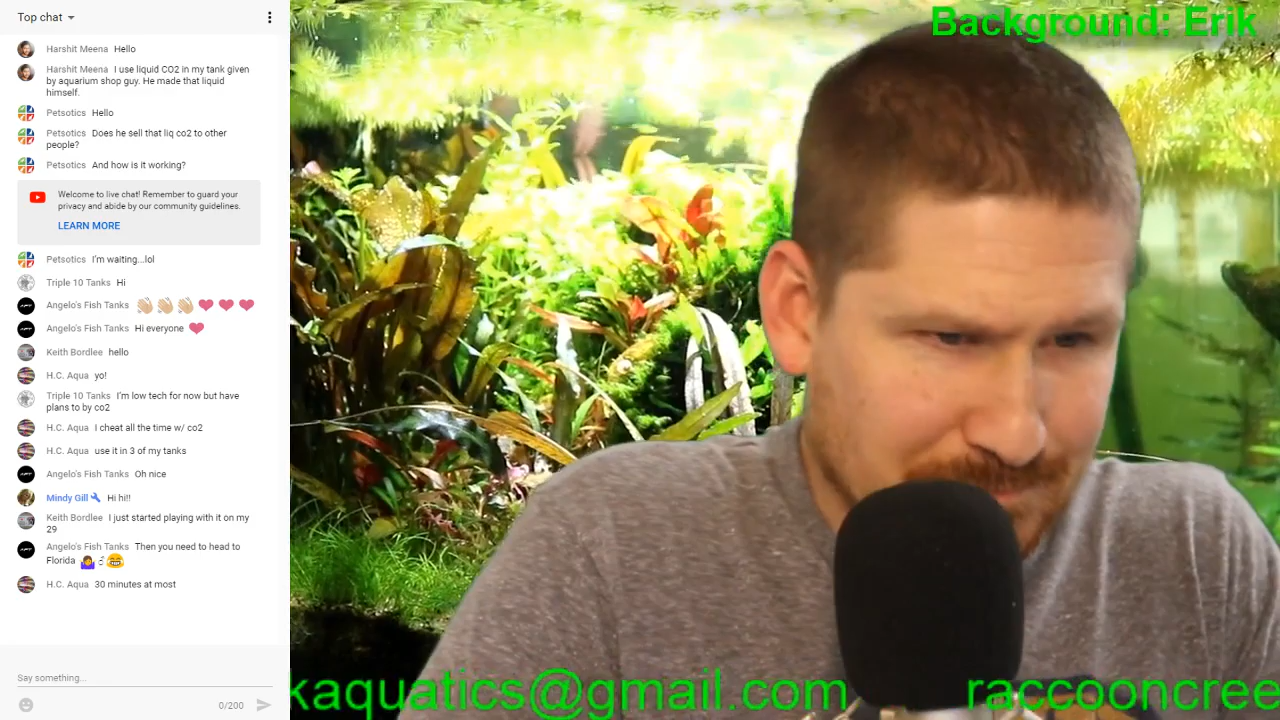 Top chat
Harshit Meena Hello
Harshit Meena I use liquid CO2 in my tank given
by aquarium shop guy. He made that liquid
himself.
Petsotics Hello
Petsotics Does he sell that liq co2 to other
people?
Petsotics And how is it working?
Welcome to live chat! Remember to guard your
privacy and abide by our community guidelines.
LEARN MORE
Petsotics I'm waiting...lol
Triple 10 Tanks Hi
Angelo's Fish Tanks 👏🏼👏🏼👏🏼❤️❤️❤️
Angelo's Fish Tanks Hi everyone ❤️
Keith Bordlee hello
H.C. Aqua yo!
Triple 10 Tanks I'm low tech for now but have
plans to by co2
H.C. Aqua I cheat all the time w/ co2
H.C. Aqua use it in 3 of my tanks
Angelo's Fish Tanks Oh nice
Mindy Gill Hi hi!!
Keith Bordlee I just started playing with it on my
29
Angelo's Fish Tanks Then you need to head to
Florida 🤷‍♂️😂
H.C. Aqua 30 minutes at most
Say something...
0/200
Background: Erik
kaquatics@gmail.com raccooncree